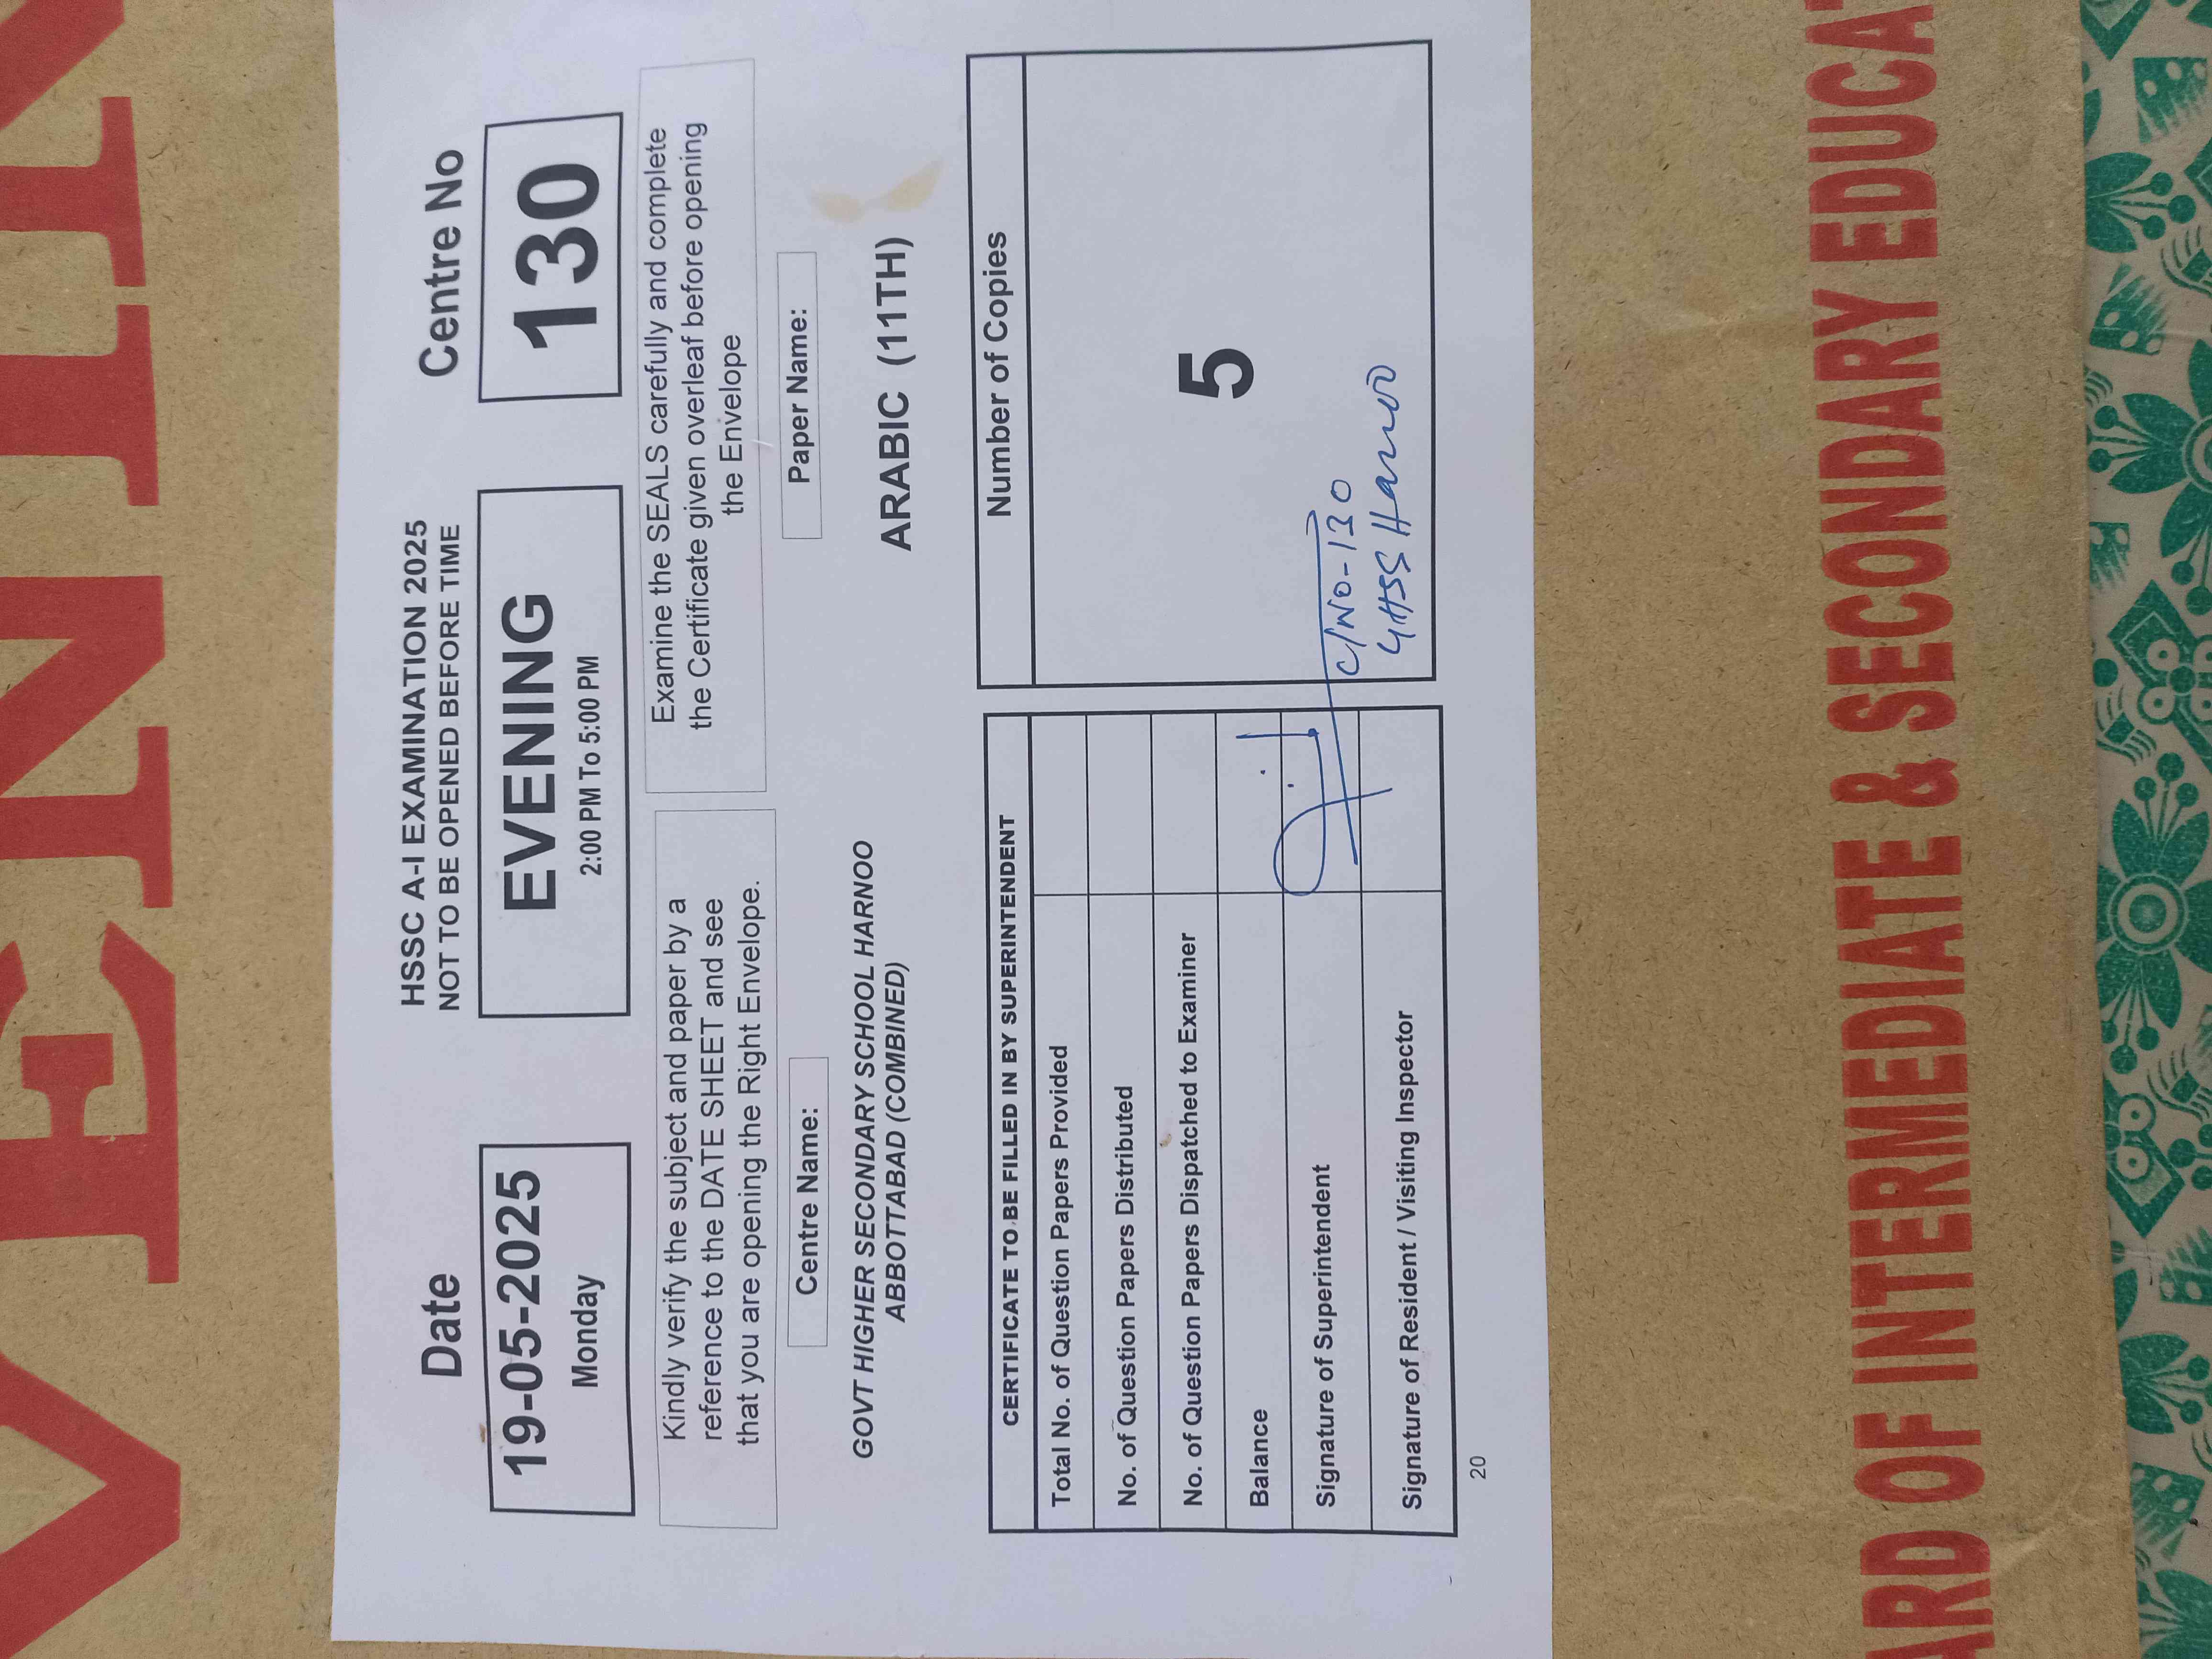 EVENIN
HSSC A-I EXAMINATION 2025
NOT TO BE OPENED BEFORE TIME
Date
19-05-2025
Monday
EVENING
2:00 PM To 5:00 PM
Centre No
130
Kindly verify the subject and paper by a
reference to the DATE SHEET and see
that you are opening the Right Envelope.
Examine the SEALS carefully and complete
the Certificate given overleaf before opening
the Envelope
Centre Name:
GOVT HIGHER SECONDARY SCHOOL HARNOO
ABBOTTABAD (COMBINED)
Paper Name:
ARABIC (11TH)
CERTIFICATE TO BE FILLED IN BY SUPERINTENDENT
Total No. of Question Papers Provided
No. of Question Papers Distributed
No. of Question Papers Dispatched to Examiner
Balance
Signature of Superintendent
Signature of Resident / Visiting Inspector
Number of Copies
5
C/No-130
GHSS Harnoo
20
ARD OF INTERMEDIATE & SECONDARY EDUCAT